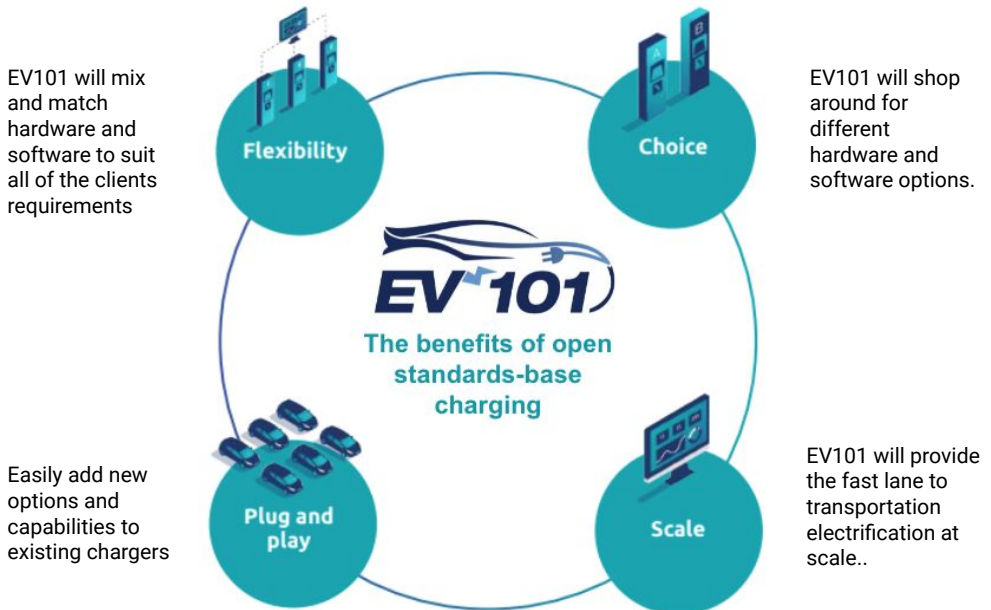 EV101 will mix
and match
hardware and
software to suit
all of the clients
requirements
Flexibility
A
B
Choice
EV101 will shop
around for
different
hardware and
software options.
EV 101
The benefits of open
standards-base
charging
Easily add new
options and
capabilities to
existing chargers
Plug and
play
Scale
EV101 will provide
the fast lane to
transportation
electrification at
scale..